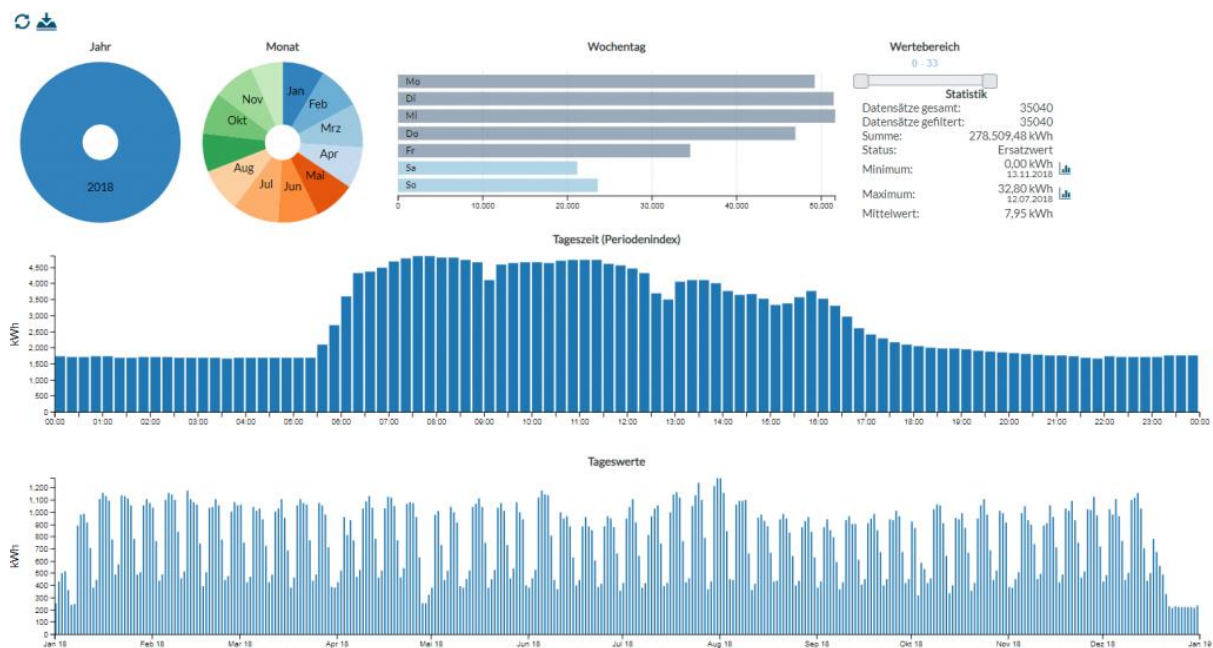 Jahr
2018
Monat
Jan
Feb
Mrz
Apr
Mai
Jun
Jul
Aug
Okt
Nov
Wochentag
Mo
Di
Mi
Do
Fr
Sa
So
0 10.000 20.000 30.000 40.000 50.000
Wertebereich
0 - 33
Statistik
Datensätze gesamt: 35040
Datensätze gefiltert: 35040
Summe: 278.509,48 kWh
Status: Ersatzwert
Minimum: 0,00 kWh
13.11.2018
Maximum: 32,80 kWh
12.07.2018
Mittelwert: 7,95 kWh
Tageszeit (Periodenindex)
kWh
4.500
4.000
3.500
3.000
2.500
2.000
1.500
1.000
500
0
00:00 01:00 02:00 03:00 04:00 05:00 06:00 07:00 08:00 09:00 10:00 11:00 12:00 13:00 14:00 15:00 16:00 17:00 18:00 19:00 20:00 21:00 22:00 23:00 00:00
Tageswerte
kWh
1.200
1.100
1.000
900
800
700
600
500
400
300
200
100
0
Jan 18 Feb 18 Mar 18 Apr 18 Mai 18 Jun 18 Jul 18 Aug 18 Sep 18 Okt 18 Nov 18 Dez 18 Jan 19